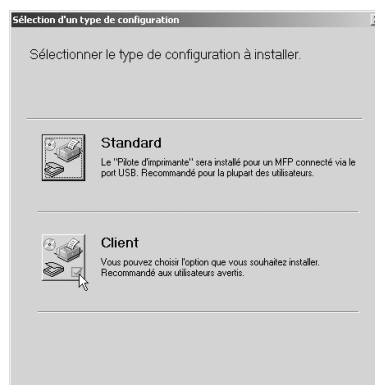 Sélection d'un type de configuration
Sélectionner le type de configuration à installer.
Standard
Le "Pilote d'imprimante" sera installé pour un MFP connecté via le
port USB. Recommandé pour la plupart des utilisateurs.
Client
Vous pouvez choisir l'option que vous souhaitez installer.
Recommandé aux utilisateurs avertis.